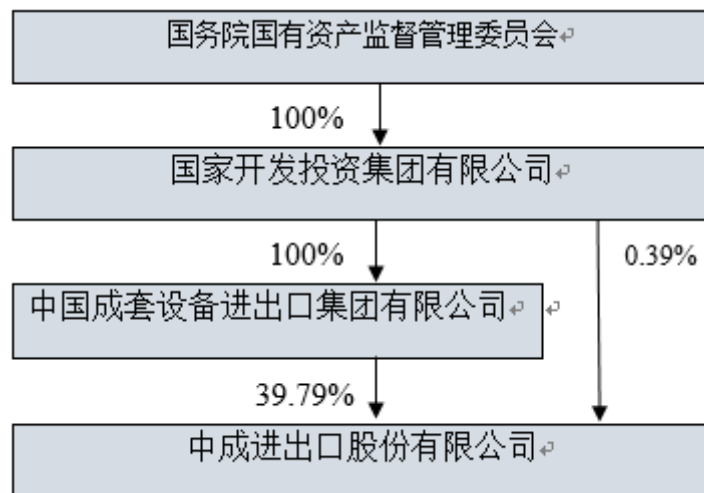 国务院国有资产监督管理委员会
100%
国家开发投资集团有限公司
100%
0.39%
中国成套设备进出口集团有限公司
39.79%
中成进出口股份有限公司